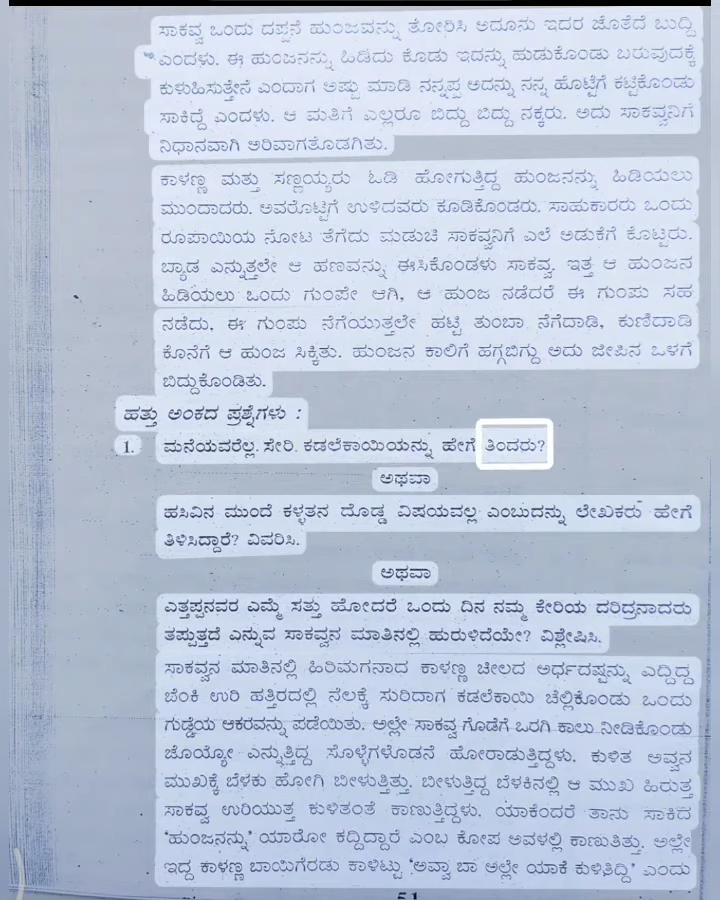 ಸಾಕವ್ವ ಒಂದು ದಪ್ಪನೆ ಹುಂಜವನ್ನು ತೋರಿಸಿ ಅದೂನು ಇದರ ಜೊತೆದೆ ಬುದ್ದಿ
ಎಂದಳು. ಈ ಹುಂಜನನ್ನು ಹಿಡಿದು ಕೊಡು ಇದನ್ನು ಹುಡುಕೊಂಡು ಬರುವುದಕ್ಕೆ
ಕುಳುಹಿಸುತ್ತೇನೆ ಎಂದಾಗ ಅಷ್ಟು ಮಾಡಿ ನನ್ನಪ್ಪ ಅದನ್ನು ನನ್ನ ಹೊಟ್ಟೆಗೆ ಕಟ್ಟಿಕೊಂಡು
ಸಾಕಿದ್ದೆ ಎಂದಳು. ಆ ಮತಿಗೆ ಎಲ್ಲರೂ ಬಿದ್ದು ಬಿದ್ದು ನಕ್ಕರು. ಅದು ಸಾಕವ್ವನಿಗೆ
ನಿಧಾನವಾಗಿ ಅರಿವಾಗತೊಡಗಿತು.
ಕಾಳಣ್ಣ ಮತ್ತು ಸಣ್ಣಯ್ಯರು ಓಡಿ ಹೋಗುತ್ತಿದ್ದ ಹುಂಜನನ್ನು ಹಿಡಿಯಲು
ಮುಂದಾದರು. ಅವರೊಟ್ಟಿಗೆ ಉಳಿದವರು ಕೂಡಿಕೊಂಡರು. ಸಾಹುಕಾರರು ಒಂದು
ರೂಪಾಯಿಯ ನೋಟ ತೆಗೆದು ಮಡುಚಿ ಸಾಕವ್ವನಿಗೆ ಎಲೆ ಅಡುಕೆಗೆ ಕೊಟ್ಟರು.
ಬ್ಯಾಡ ಎನ್ನುತ್ತಲೇ ಆ ಹಣವನ್ನು ಈಸಿಕೊಂಡಳು ಸಾಕವ್ವ. ಇತ್ತ ಆ ಹುಂಜನ
ಹಿಡಿಯಲು ಒಂದು ಗುಂಪೇ ಆಗಿ, ಆ ಹುಂಜ ನಡೆದರೆ ಈ ಗುಂಪು ಸಹ
ನಡೆದು, ಈ ಗುಂಪು ನೆಗೆಯುತ್ತಲೇ ಹಟ್ಟಿ ತುಂಬಾ ನೆಗೆದಾಡಿ, ಕುಣಿದಾಡಿ
ಕೊನೆಗೆ ಆ ಹುಂಜ ಸಿಕ್ಕಿತು. ಹುಂಜನ ಕಾಲಿಗೆ ಹಗ್ಗಬಿಗ್ದು ಅದು ಜೀಪಿನ ಒಳಗೆ
ಬಿದ್ದುಕೊಂಡಿತು.
ಹತ್ತು ಅಂಕದ ಪ್ರಶ್ನೆಗಳು :
1. ಮನೆಯವರೆಲ್ಲ ಸೇರಿ ಕಡಲೆಕಾಯಿಯನ್ನು ಹೇಗೆ ತಿಂದರು?
ಅಥವಾ
ಹಸಿವಿನ ಮುಂದೆ ಕಳ್ಳತನ ದೊಡ್ಡ ವಿಷಯವಲ್ಲ ಎಂಬುದನ್ನು ಲೇಖಕರು ಹೇಗೆ
ತಿಳಿಸಿದ್ದಾರೆ? ವಿವರಿಸಿ.
ಅಥವಾ
ಎತ್ತಪ್ಪನವರ ಎಮ್ಮೆ ಸತ್ತು ಹೋದರೆ ಒಂದು ದಿನ ನಮ್ಮ ಕೇರಿಯ ದರಿದ್ರನಾದರು
ತಪ್ಪುತ್ತದೆ ಎನ್ನುವ ಸಾಕವ್ವನ ಮಾತಿನಲ್ಲಿ ಹುರುಳಿದೆಯೇ? ವಿಶ್ಲೇಷಿಸಿ.
ಸಾಕವ್ವನ ಮಾತಿನಲ್ಲಿ ಹಿರಿಮಗನಾದ ಕಾಳಣ್ಣ ಚೀಲದ ಅರ್ಧದಷ್ಟನ್ನು ಎದ್ದಿದ್ದ
ಬೆಂಕಿ ಉರಿ ಹತ್ತಿರದಲ್ಲಿ ನೆಲಕ್ಕೆ ಸುರಿದಾಗ ಕಡಲೆಕಾಯಿ ಚೆಲ್ಲಿಕೊಂಡು ಒಂದು
ಗುಡ್ಡೆಯ ಆಕರವನ್ನು ಪಡೆಯಿತು. ಅಲ್ಲೇ ಸಾಕವ್ವ ಗೊಡೆಗೆ ಒರಗಿ ಕಾಲು ನೀಡಿಕೊಂಡು
ಜೊಯ್ಯೋ ಎನ್ನುತ್ತಿದ್ದ ಸೊಳ್ಳೆಗಳೊಡನೆ ಹೋರಾಡುತ್ತಿದ್ದಳು. ಕುಳಿತ ಅವ್ವನ
ಮುಖಕ್ಕೆ ಬೆಳಕು ಹೋಗಿ ಬೀಳುತ್ತಿತ್ತು. ಬೀಳುತ್ತಿದ್ದ ಬೆಳಕಿನಲ್ಲಿ ಆ ಮುಖ ಹಿರುತ್ತ
ಸಾಕವ್ವ ಉರಿಯುತ್ತ ಕುಳಿತಂತೆ ಕಾಣುತ್ತಿದ್ದಳು. ಯಾಕೆಂದರೆ ತಾನು ಸಾಕಿದ
'ಹುಂಜನನ್ನು' ಯಾರೋ ಕದ್ದಿದ್ದಾರೆ ಎಂಬ ಕೋಪ ಅವಳಲ್ಲಿ ಕಾಣುತಿತ್ತು. ಅಲ್ಲೇ
ಇದ್ದ ಕಾಳಣ್ಣ ಬಾಯಿಗೆರಡು ಕಾಳಿಟ್ಟು 'ಅವ್ವಾ ಬಾ ಅಲ್ಲೇ ಯಾಕೆ ಕುಳಿತಿದ್ದಿ' ಎಂದು